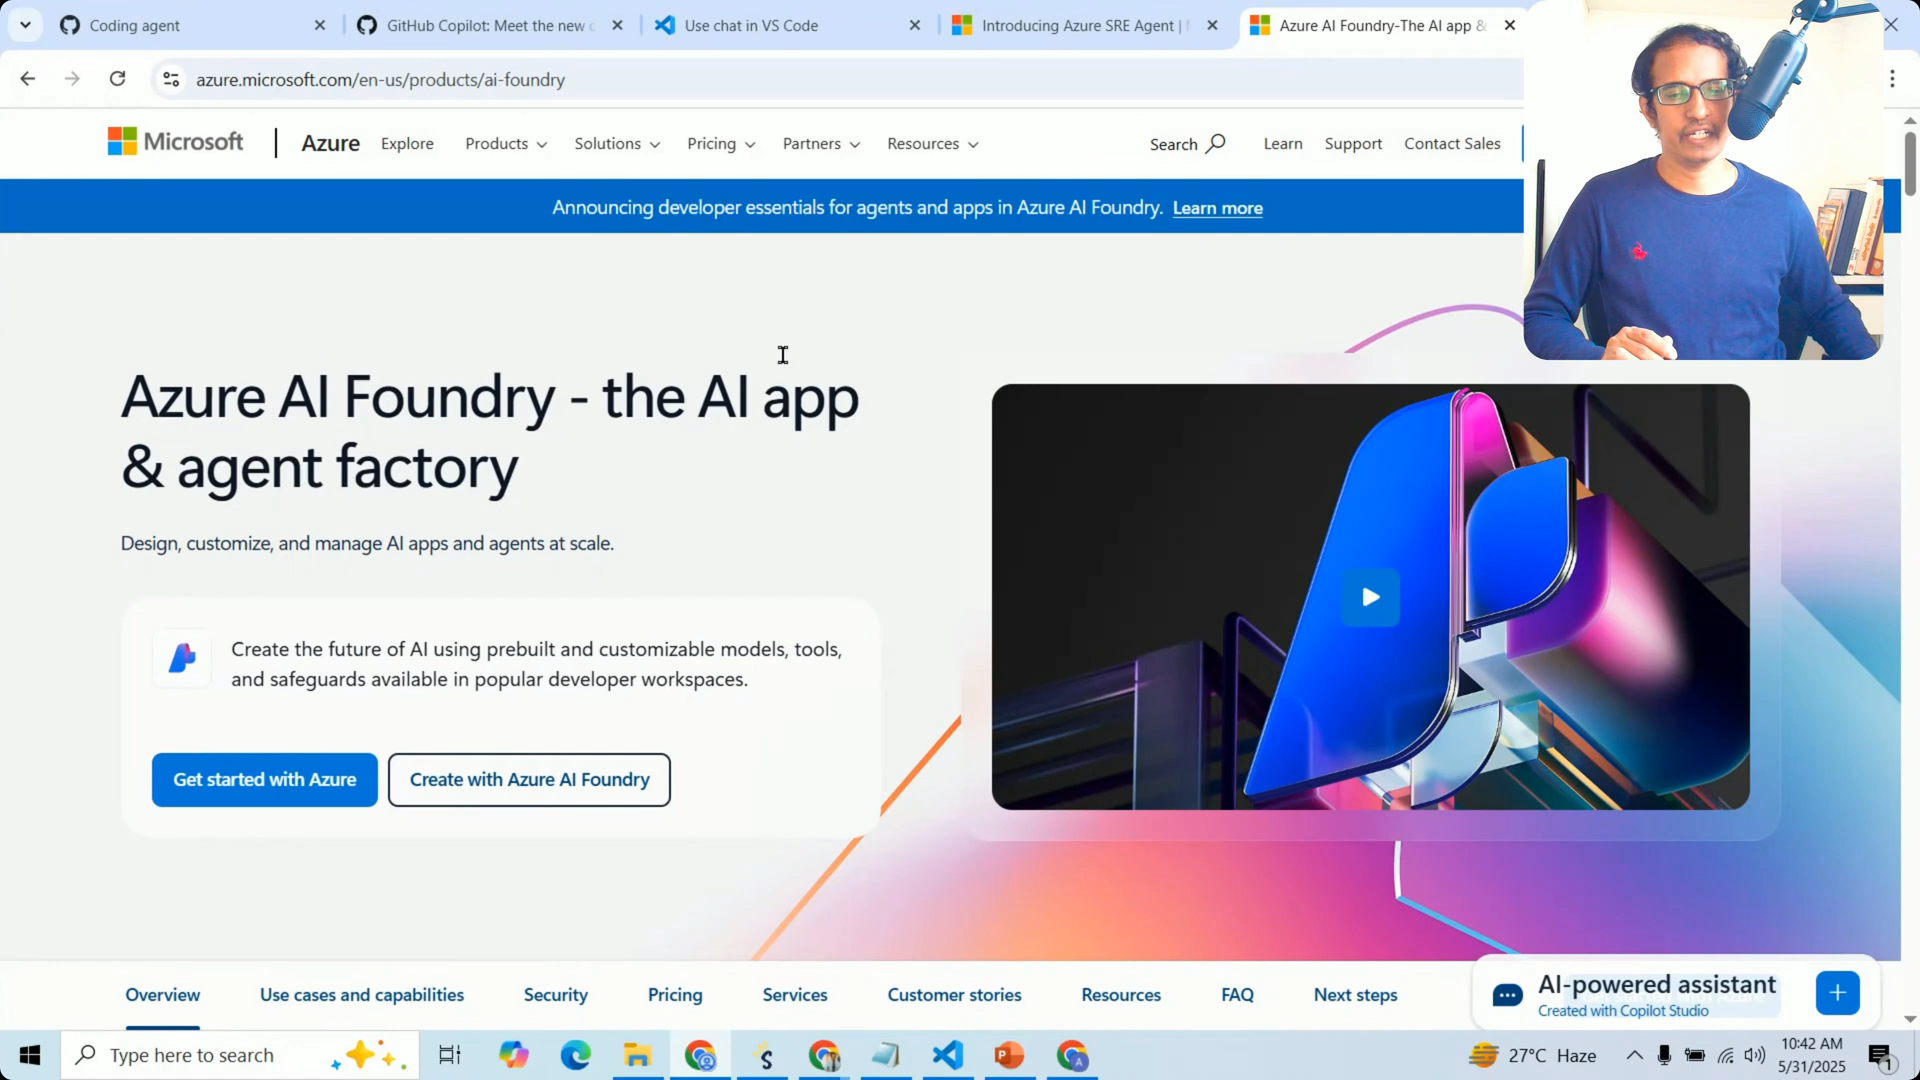 Coding agent
GitHub Copilot: Meet the new c
Use chat in VS Code
Introducing Azure SRE Agent |
Azure AI Foundry-The AI app &
azure.microsoft.com/en-us/products/ai-foundry
Microsoft
Azure
Explore
Products
Solutions
Pricing
Partners
Resources
Search
Learn
Support
Contact Sales
Announcing developer essentials for agents and apps in Azure AI Foundry. Learn more
Azure AI Foundry - the AI app
& agent factory
Design, customize, and manage AI apps and agents at scale.
Create the future of AI using prebuilt and customizable models, tools,
and safeguards available in popular developer workspaces.
Get started with Azure
Create with Azure AI Foundry
Overview
Use cases and capabilities
Security
Pricing
Services
Customer stories
Resources
FAQ
Next steps
AI-powered assistant
Created with Copilot Studio
Type here to search
27°C Haze
10:42 AM
5/31/2025
1